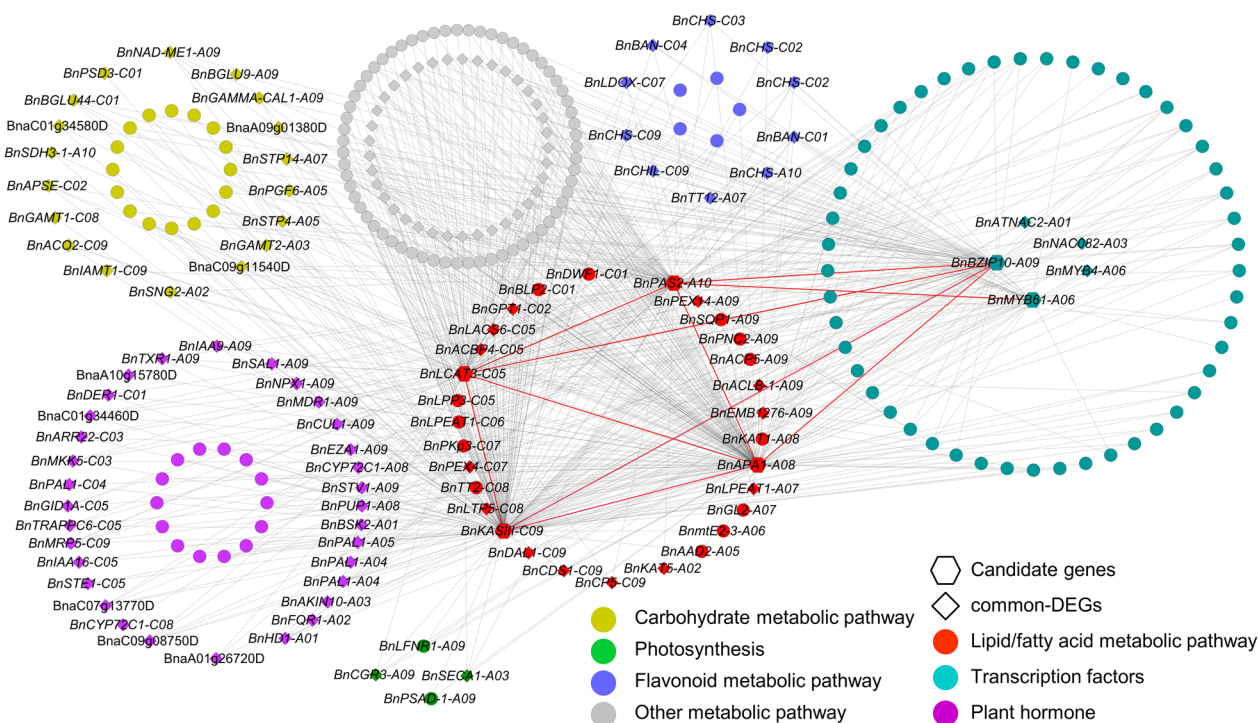 BnNAD-ME1-A09
BnPSD3-C01
BnBGLU9-A09
BnBGLU44-C01
BnGAMMA-CAL1-A09
BnaC01g34580D
BnaA09g01380D
BnSDH3-1-A10
BnSTP14-A07
BnAPSE-C02
BnPGF6-A05
BnGAMT1-C08
BnSTP4-A05
BnACO2-C09
BnGAMT2-A03
BnIAMT1-C09
BnaC09g11540D
BnSNG2-A02
BnCHS-C03
BnBAN-C04
BnCHS-C02
BnLDOX-C07
BnCHS-C02
BnCHS-C09
BnBAN-C01
BnCHIL-C09
BnCHS-A10
BnTT12-A07
BnATNAC2-A01
BnNAC082-A03
BnBZIP10-A09
BnMYB4-A06
BnMYB61-A06
BnDWF1-C01
BnPAS2-A10
BnBLP2-C01
BnPEX14-A09
BnGPT1-C02
BnSQP1-A09
BnLACS6-C05
BnPNC2-A09
BnACBP4-C05
BnACP5-A09
BnLCAT3-C05
BnACLB-1-A09
BnLPP3-C05
BnEMB1276-A09
BnLPEAT1-C06
BnKAT1-A08
BnPKp3-C07
BnAPA1-A08
BnPEX4-C07
BnLPEAT1-A07
BnTT2-C08
BnGL2-A07
BnLTP5-C08
BnmtE2-3-A06
BnKASIII-C09
BnAAD2-A05
BnDAL1-C09
BnKAT5-A02
BnCDS1-C09
BnCP5-C09
BnIAA9-A09
BnTXR1-A09
BnSAL1-A09
BnaA10g15780D
BnNPX1-A09
BnDER1-C01
BnMDR1-A09
BnaC01g34460D
BnCUL1-A09
BnARR22-C03
BnEZA1-A09
BnMKK5-C03
BnCYP72C1-A08
BnPAL1-C04
BnSTV1-A09
BnGID1A-C05
BnPUP1-A08
BnTRAPPC6-C05
BnBSK2-A01
BnMRP5-C09
BnPAL1-A05
BnIAA16-C05
BnPAL1-A04
BnSTE1-C05
BnPAL1-A04
BnaC07g13770D
BnAKIN10-A03
BnCYP72C1-C08
BnFQR1-A02
BnaC09g08750D
BnHD1-A01
BnaA01g26720D
BnLFNR1-A09
BnCGR3-A09
BnSECA1-A03
BnPSAD-1-A09
Candidate genes
common-DEGs
Carbohydrate metabolic pathway
Lipid/fatty acid metabolic pathway
Photosynthesis
Transcription factors
Flavonoid metabolic pathway
Plant hormone
Other metabolic pathway